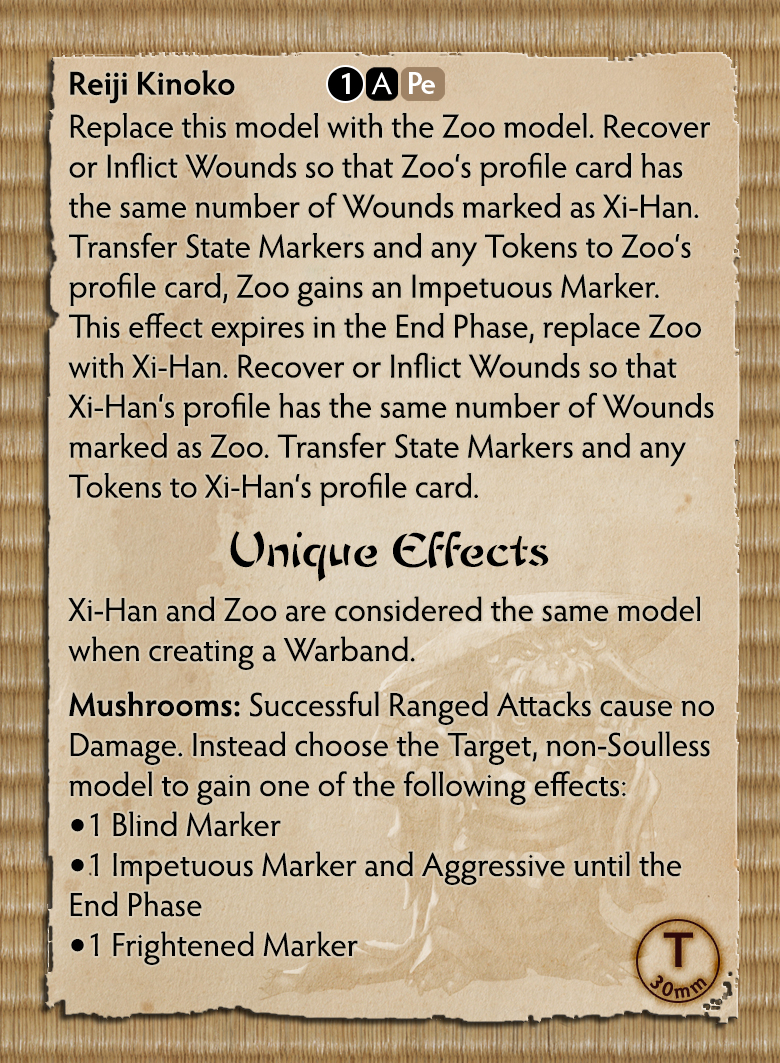 Reiji Kinoko 1 A Pe
Replace this model with the Zoo model. Recover
or Inflict Wounds so that Zoo's profile card has
the same number of Wounds marked as Xi-Han.
Transfer State Markers and any Tokens to Zoo's
profile card, Zoo gains an Impetuous Marker.
This effect expires in the End Phase, replace Zoo
with Xi-Han. Recover or Inflict Wounds so that
Xi-Han's profile has the same number of Wounds
marked as Zoo. Transfer State Markers and any
Tokens to Xi-Han's profile card.
Unique Effects
Xi-Han and Zoo are considered the same model
when creating a Warband.
Mushrooms: Successful Ranged Attacks cause no
Damage. Instead choose the Target, non-Soulless
model to gain one of the following effects:
•1 Blind Marker
•1 Impetuous Marker and Aggressive until the
End Phase
•1 Frightened Marker
T
30mm